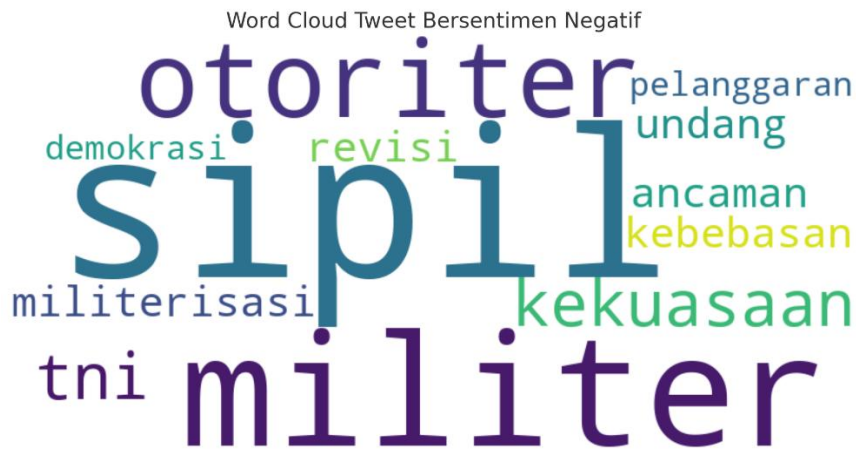 Word Cloud Tweet Bersentimen Negatif
otoriter
pelanggaran
undang
demokrasi
revisi
sipil
ancaman
kebebasan
militerisasi
kekuasaan
tni
militer